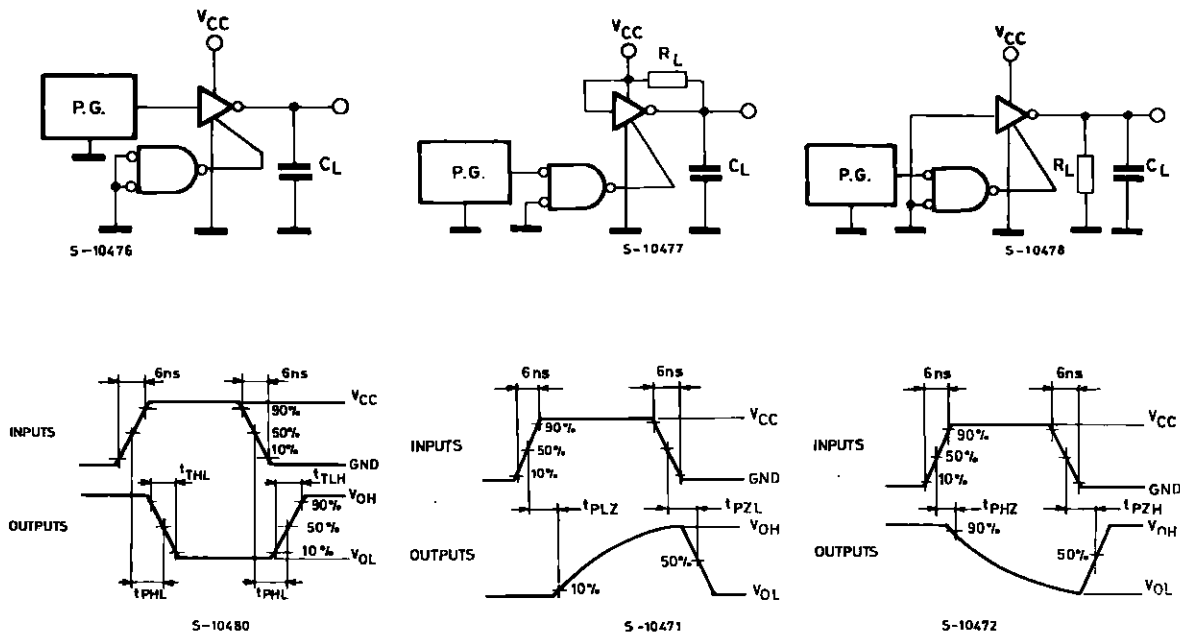 VCC
P.G.
CL
S-10476
VCC
RL
P.G.
CL
S-10477
VCC
P.G.
RL
CL
S-10478
6ns
6ns
VCC
90%
50%
10%
GND
INPUTS
tTHL
tTLH
VOH
90%
50%
10%
VOL
OUTPUTS
tPHL
tPHL
S-10480
6ns
6ns
VCC
90%
50%
10%
GND
INPUTS
tPLZ
tPZL
VOH
50%
10%
VOL
OUTPUTS
S-10471
6ns
6ns
VCC
90%
50%
10%
GND
INPUTS
tPHZ
tPZH
VOH
90%
50%
VOL
OUTPUTS
S-10472